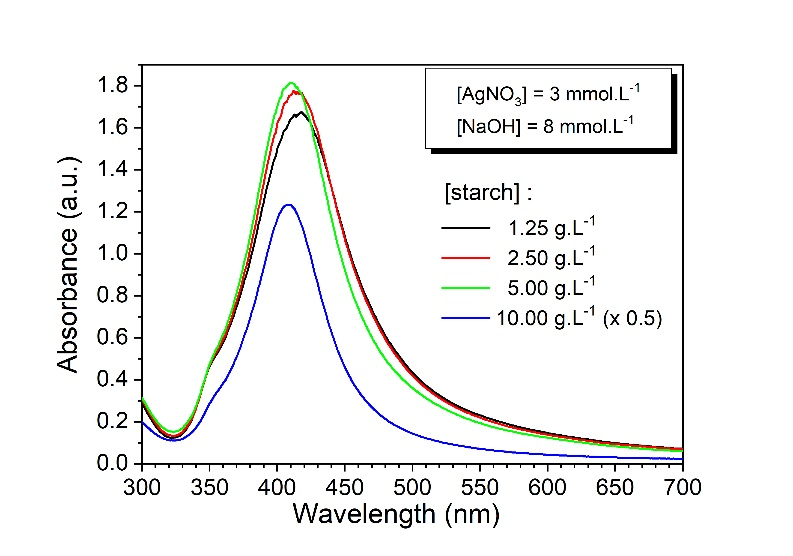 [AgNO₃] = 3 mmol.L⁻¹
[NaOH] = 8 mmol.L⁻¹
[starch] :
1.25 g.L⁻¹
2.50 g.L⁻¹
5.00 g.L⁻¹
10.00 g.L⁻¹ (x 0.5)
Absorbance (a.u.)
1.8
1.6
1.4
1.2
1.0
0.8
0.6
0.4
0.2
0.0
300 350 400 450 500 550 600 650 700
Wavelength (nm)